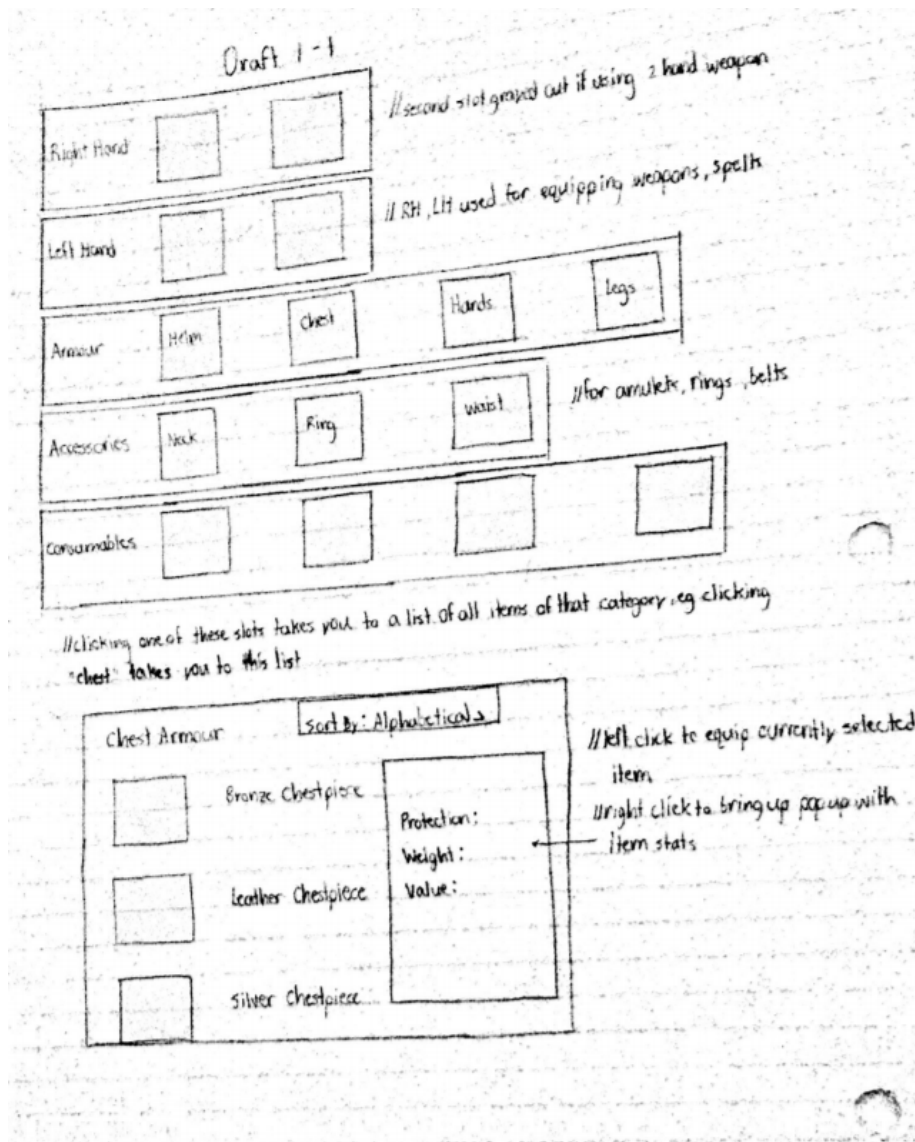 Draft 1-1
//second slot greyed out if using 2 hand weapon
Right Hand
//RH, LH used for equipping weapons, spells
Left Hand
Armour Helm Chest Hands Legs
//for amulets, rings, belts
Accessories Neck Ring Waist
Consumables
//clicking one of these slots takes you to a list of all items of that category, eg clicking
"chest" takes you to this list
Chest Armour Sort By: Alphabetical
//left click to equip currently selected
item
Bronze Chestpiece
//right click to bring up pop up with
item stats
Protection:
Weight:
Value:
Leather Chestpiece
Silver Chestpiece